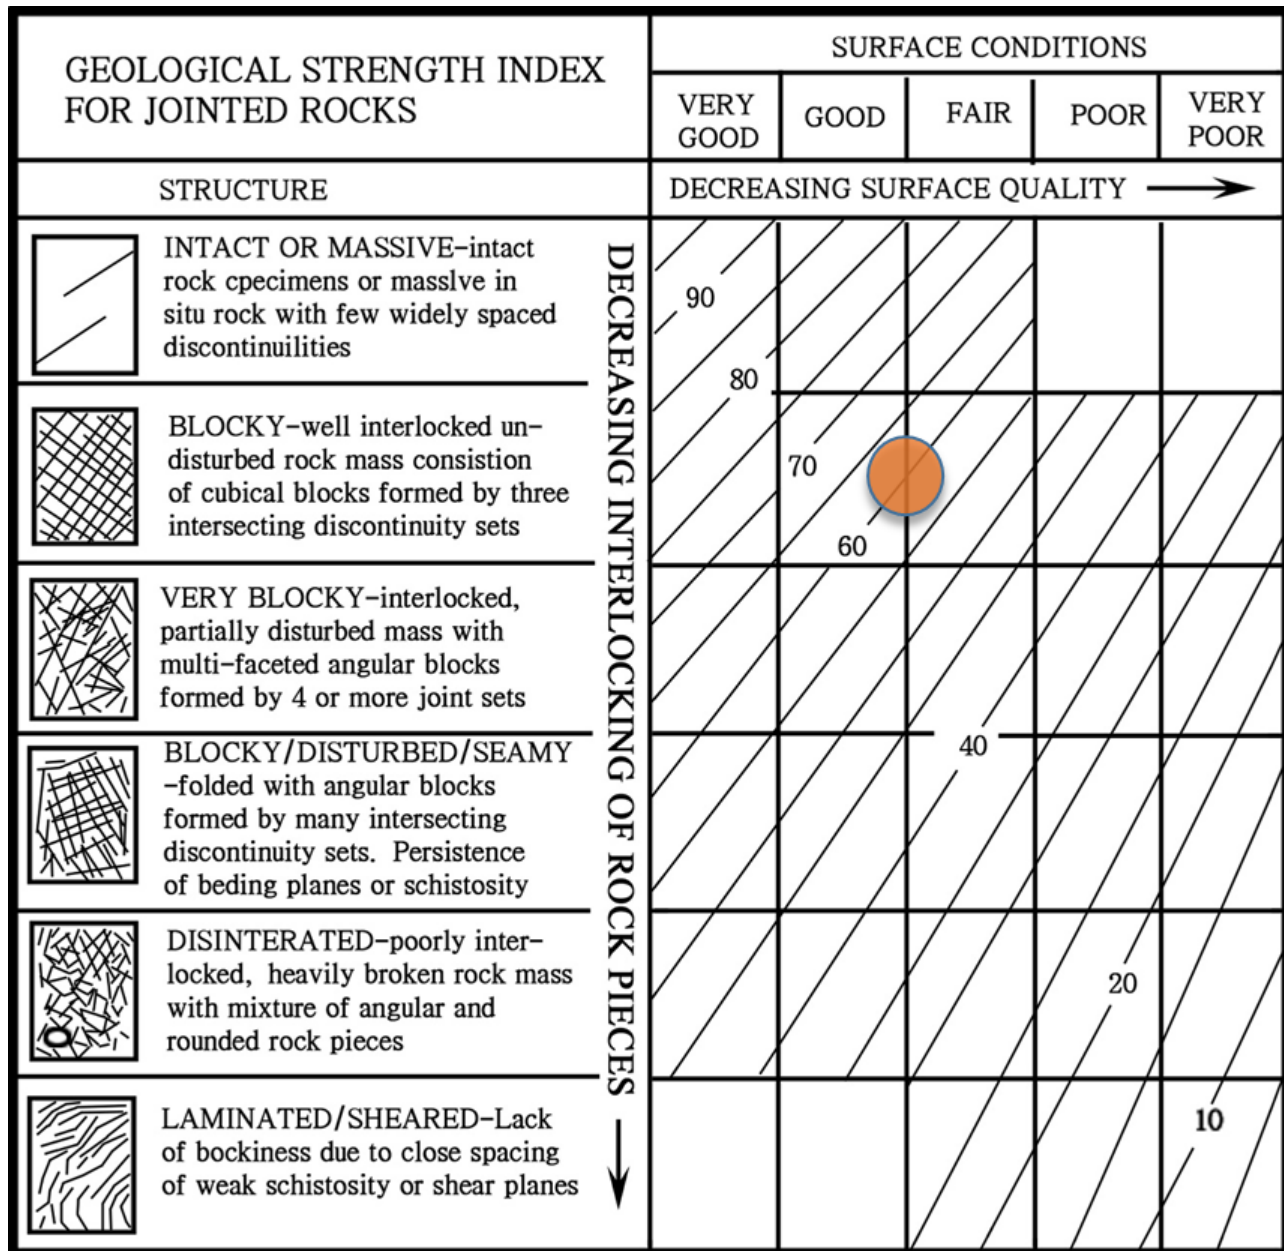 GEOLOGICAL STRENGTH INDEX
FOR JOINTED ROCKS
SURFACE CONDITIONS
VERY
GOOD
GOOD
FAIR
POOR
VERY
POOR
STRUCTURE
DECREASING SURFACE QUALITY
DECREASING INTERLOCKING OF ROCK PIECES
INTACT OR MASSIVE-intact
rock cpecimens or masslve in
situ rock with few widely spaced
discontinuilities
BLOCKY-well interlocked un-
disturbed rock mass consistion
of cubical blocks formed by three
intersecting discontinuity sets
VERY BLOCKY-interlocked,
partially disturbed mass with
multi-faceted angular blocks
formed by 4 or more joint sets
BLOCKY/DISTURBED/SEAMY
-folded with angular blocks
formed by many intersecting
discontinuity sets. Persistence
of beding planes or schistosity
DISINTERATED-poorly inter-
locked, heavily broken rock mass
with mixture of angular and
rounded rock pieces
LAMINATED/SHEARED-Lack
of bockiness due to close spacing
of weak schistosity or shear planes
90
80
70
60
40
20
10